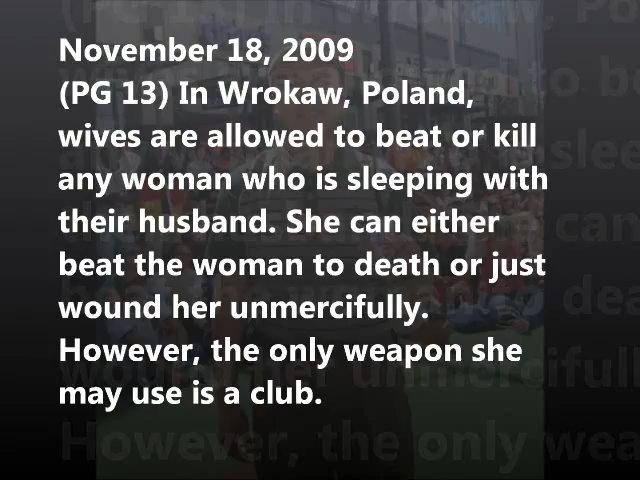 November 18, 2009
(PG 13) In Wrokaw, Poland,
wives are allowed to beat or kill
any woman who is sleeping with
their husband. She can either
beat the woman to death or just
wound her unmercifully.
However, the only weapon she
may use is a club.